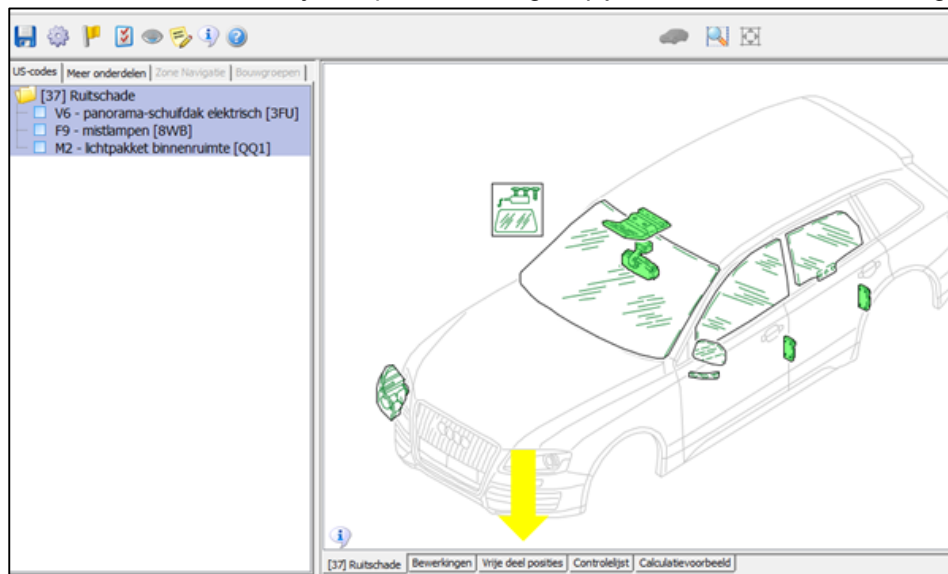 US-codes Meer onderdelen Zone Navigatie Bouwgroepen
[37] Ruitschade
V6 - panorama-schuifdak elektrisch [3FU]
F9 - mistlampen [8WB]
M2 - lichtpakket binnenruimte [QQ1]
[37] Ruitschade Bewerkingen Vrije deel posities Controlelijst Calculatievoorbeeld